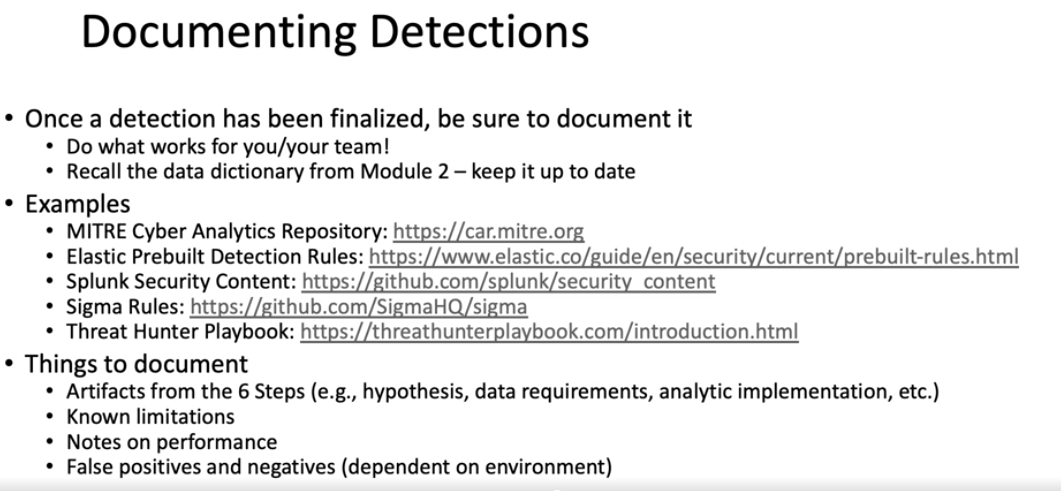 Documenting Detections
• Once a detection has been finalized, be sure to document it
• Do what works for you/your team!
• Recall the data dictionary from Module 2 – keep it up to date
• Examples
• MITRE Cyber Analytics Repository: https://car.mitre.org
• Elastic Prebuilt Detection Rules: https://www.elastic.co/guide/en/security/current/prebuilt-rules.html
• Splunk Security Content: https://github.com/splunk/security_content
• Sigma Rules: https://github.com/SigmaHQ/sigma
• Threat Hunter Playbook: https://threathunterplaybook.com/introduction.html
• Things to document
• Artifacts from the 6 Steps (e.g., hypothesis, data requirements, analytic implementation, etc.)
• Known limitations
• Notes on performance
• False positives and negatives (dependent on environment)